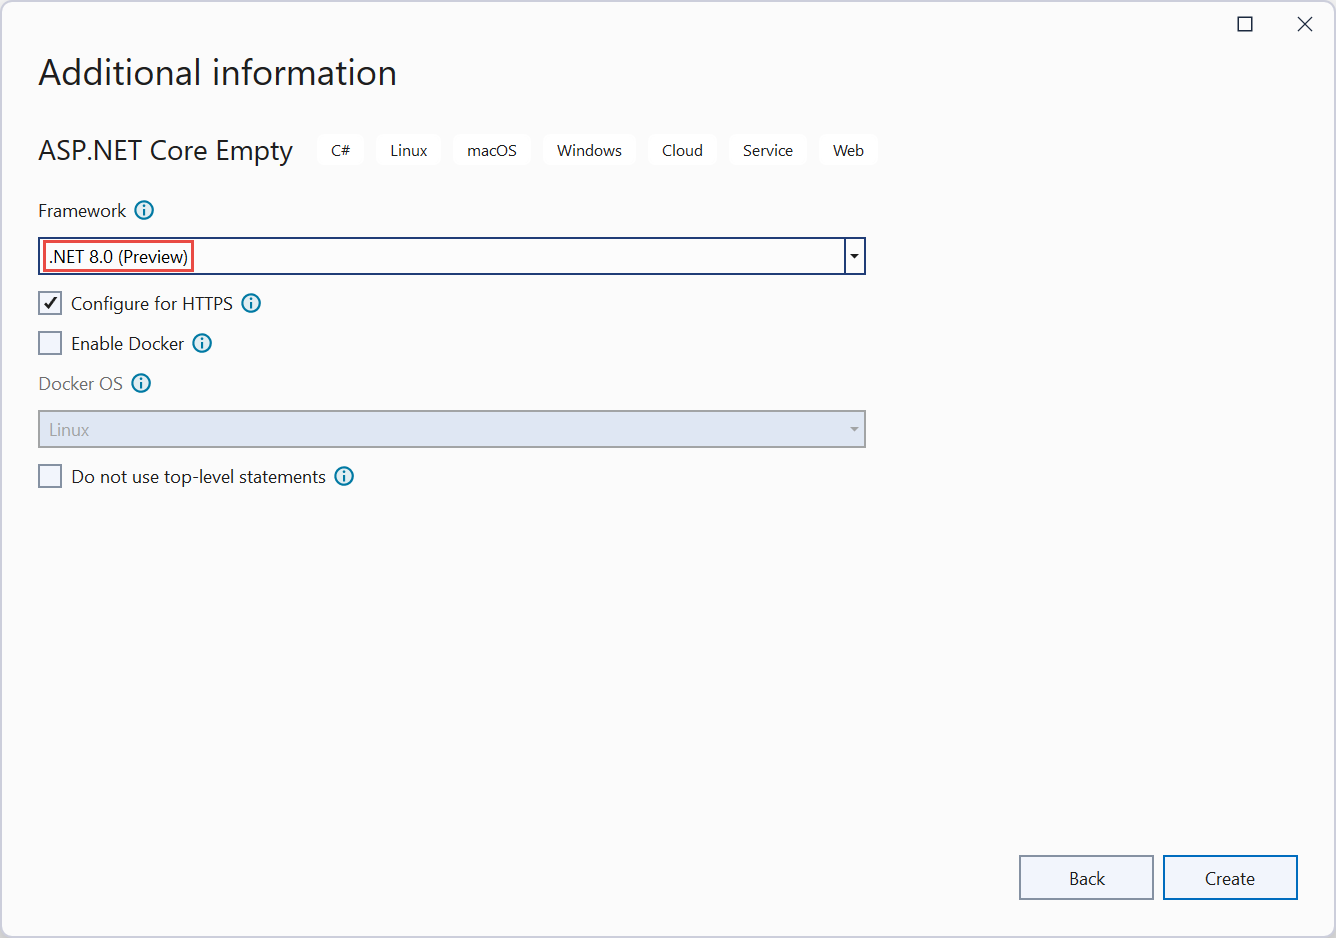 Additional information
ASP.NET Core Empty C# Linux macOS Windows Cloud Service Web
Framework
.NET 8.0 (Preview)
Configure for HTTPS
Enable Docker
Docker OS
Linux
Do not use top-level statements
Back Create